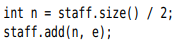 int n = staff.size() / 2;
staff.add(n, e);